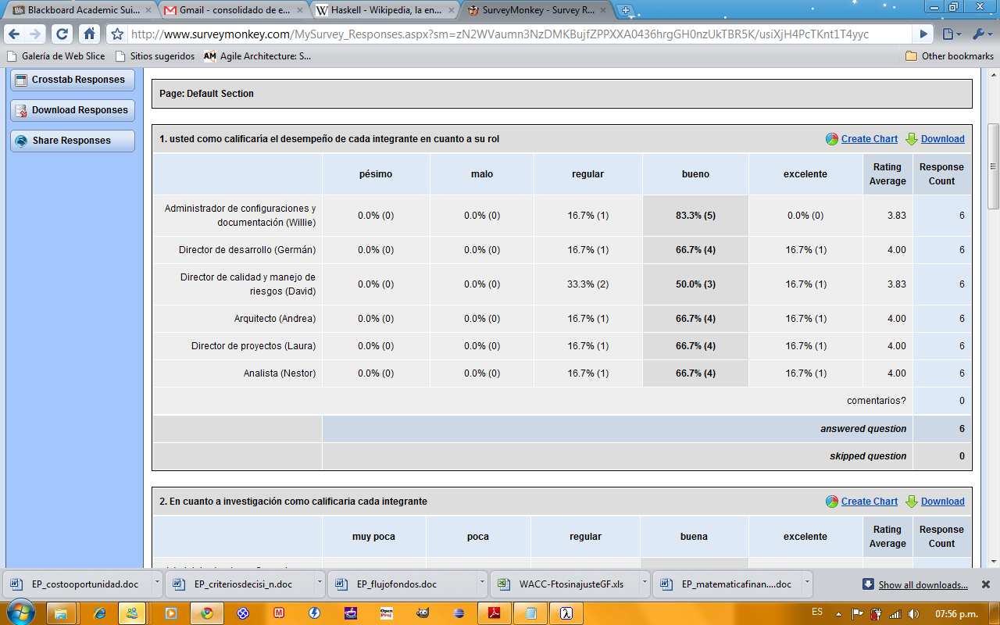 Blackboard Academic Sui...
Gmail - consolidado de e...
Haskell - Wikipedia, la en...
SurveyMonkey - Survey R...
http://www.surveymonkey.com/MySurvey_Responses.aspx?sm=zN2WVaumn3NzDMKBujfZPPXXA0436hrgGH0nzUkTBR5K/usiXjH4PcTKnt1T4yyc
Galería de Web Slice
Sitios sugeridos
AM Agile Architecture: S...
Other bookmarks
Crosstab Responses
Download Responses
Share Responses
Page: Default Section
1. usted como calificaria el desempeño de cada integrante en cuanto a su rol
Create Chart
Download
pésimo malo regular bueno excelente Rating Average Response Count
Administrador de configuraciones y
documentación (Willie)
0.0% (0) 0.0% (0) 16.7% (1) 83.3% (5) 0.0% (0) 3.83 6
Director de desarrollo (Germán) 0.0% (0) 0.0% (0) 16.7% (1) 66.7% (4) 16.7% (1) 4.00 6
Director de calidad y manejo de
riesgos (David)
0.0% (0) 0.0% (0) 33.3% (2) 50.0% (3) 16.7% (1) 3.83 6
Arquitecto (Andrea) 0.0% (0) 0.0% (0) 16.7% (1) 66.7% (4) 16.7% (1) 4.00 6
Director de proyectos (Laura) 0.0% (0) 0.0% (0) 16.7% (1) 66.7% (4) 16.7% (1) 4.00 6
Analista (Nestor) 0.0% (0) 0.0% (0) 16.7% (1) 66.7% (4) 16.7% (1) 4.00 6
comentarios? 0
answered question 6
skipped question 0
2. En cuanto a investigación como calificaria cada integrante
Create Chart
Download
muy poca poca regular buena excelente Rating Average Response Count
EP_costooportunidad.doc
EP_criteriosdecisi_n.doc
EP_flujofondos.doc
WACC-FtosinajusteGF.xls
EP_matematicafinan....doc
Show all downloads...
ES
07:56 p.m.